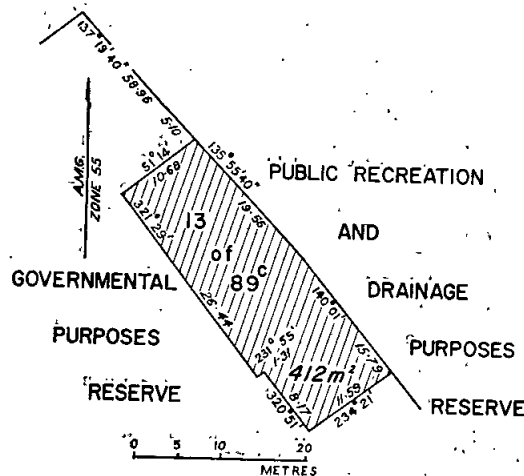 137°19'40" 58·96
5·10
A.M.G.
ZONE 55
51°14'
10·68
135°55'40"
19·56
PUBLIC RECREATION
AND
DRAINAGE
PURPOSES
RESERVE
321°29'
26·44
13
of
89ᶜ
140°01'
15·79
GOVERNMENTAL
PURPOSES
RESERVE
231°55'
1·31
412m²
8·17
320°51'
11·59
234°21'
0 5 10 20
METRES